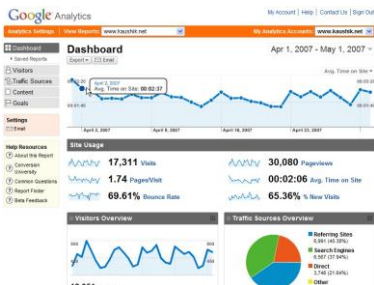 Google Analytics
My Account | Help | Contact Us | Sign Out
Analytics Settings | View Reports: www.kaushik.net
My Analytics Accounts: www.kaushik.net
Dashboard
Saved Reports
Visitors
Traffic Sources
Content
Goals
Settings
Email
Help Resources
About this Report
Conversion University
Common Questions
Report Finder
Beta Feedback
Dashboard
Apr 1, 2007 - May 1, 2007
Export
Email
Avg. Time on Site
April 2, 2007
Avg. Time on Site: 00:02:37
April 2, 2007
April 9, 2007
April 16, 2007
April 23, 2007
Site Usage
17,311 Visits
30,080 Pageviews
1.74 Pages/Visit
00:02:06 Avg. Time on Site
69.61% Bounce Rate
65.36% % New Visits
Visitors Overview
Traffic Sources Overview
Referring Sites
Search Engines
Direct
Other